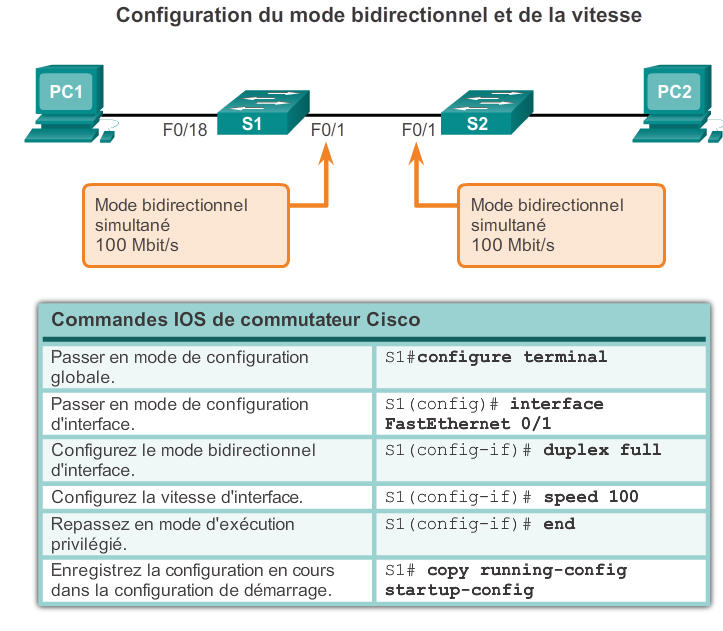 Configuration du mode bidirectionnel et de la vitesse
PC1
PC2
S1
S2
F0/18
F0/1
F0/1
Mode bidirectionnel
simultané
100 Mbit/s
Mode bidirectionnel
simultané
100 Mbit/s
Commandes IOS de commutateur Cisco
Passer en mode de configuration
globale.
S1#configure terminal
Passer en mode de configuration
d'interface.
S1(config)# interface
FastEthernet 0/1
Configurez le mode bidirectionnel
d'interface.
S1(config-if)# duplex full
Configurez la vitesse d'interface.
S1(config-if)# speed 100
Repassez en mode d'exécution
privilégié.
S1(config-if)# end
Enregistrez la configuration en cours
dans la configuration de démarrage.
S1# copy running-config
startup-config